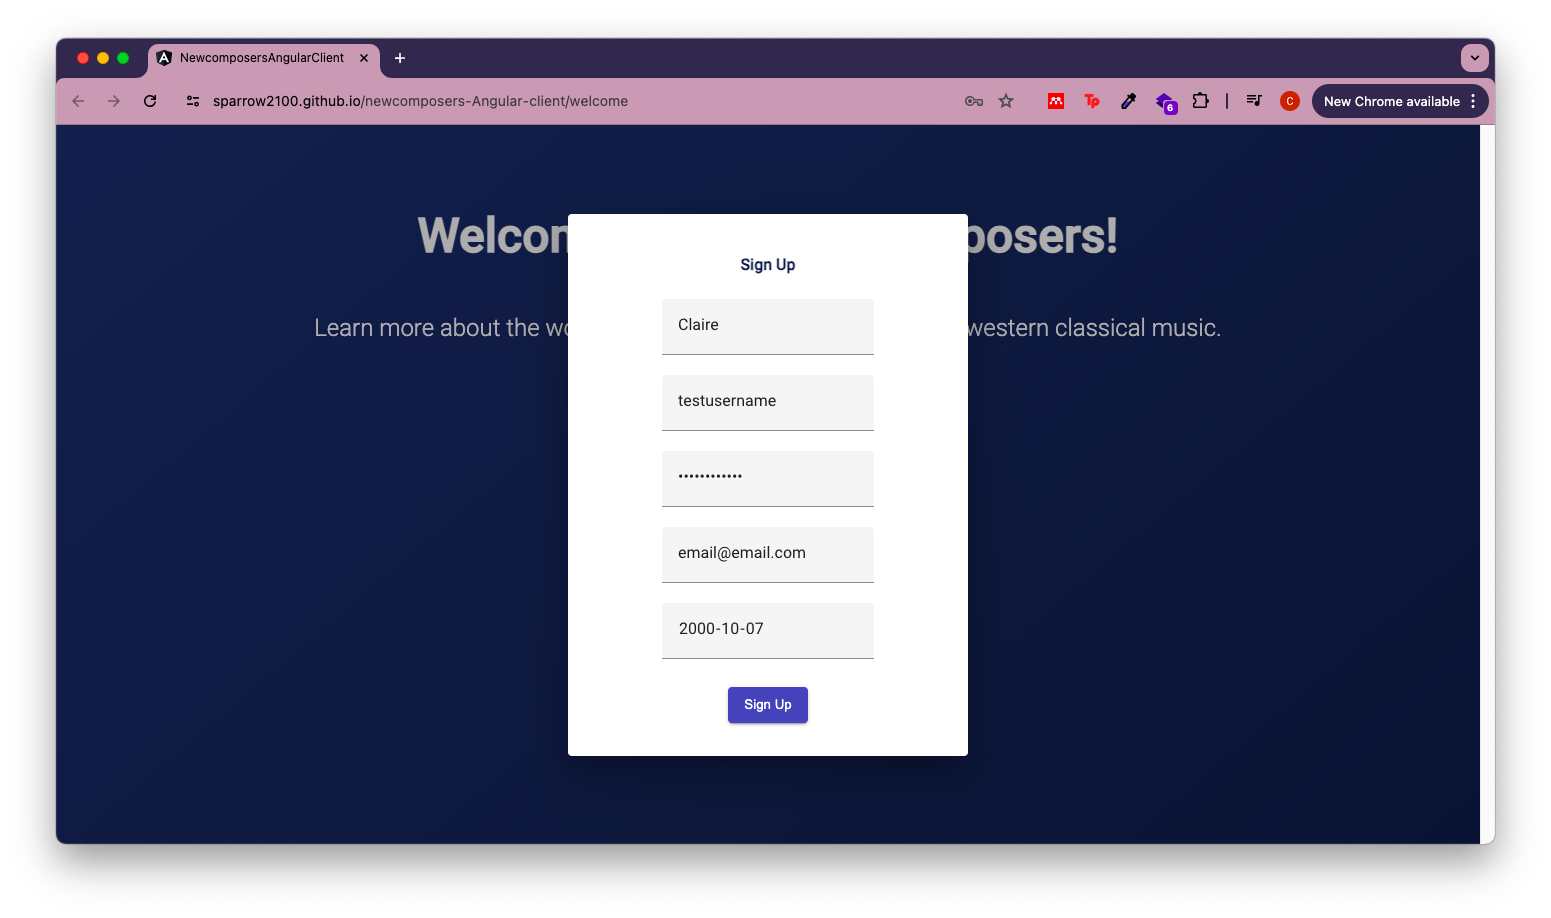 NewcomposersAngularClient
sparrow2100.github.io/newcomposers-Angular-client/welcome
Tp
6
C
New Chrome available
Welcom posers!
Sign Up
Claire
Learn more about the wo western classical music.
testusername
••••••••••••
email@email.com
2000-10-07
Sign Up